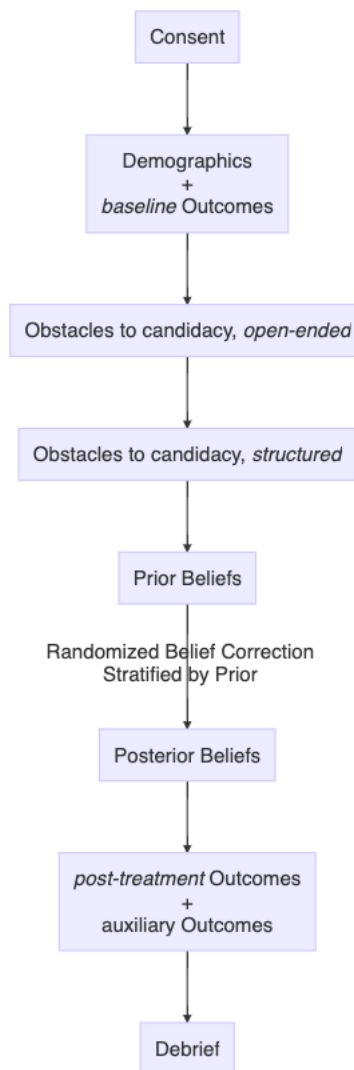 Consent
Demographics
+
baseline Outcomes
Obstacles to candidacy, open-ended
Obstacles to candidacy, structured
Prior Beliefs
Randomized Belief Correction
Stratified by Prior
Posterior Beliefs
post-treatment Outcomes
+
auxiliary Outcomes
Debrief